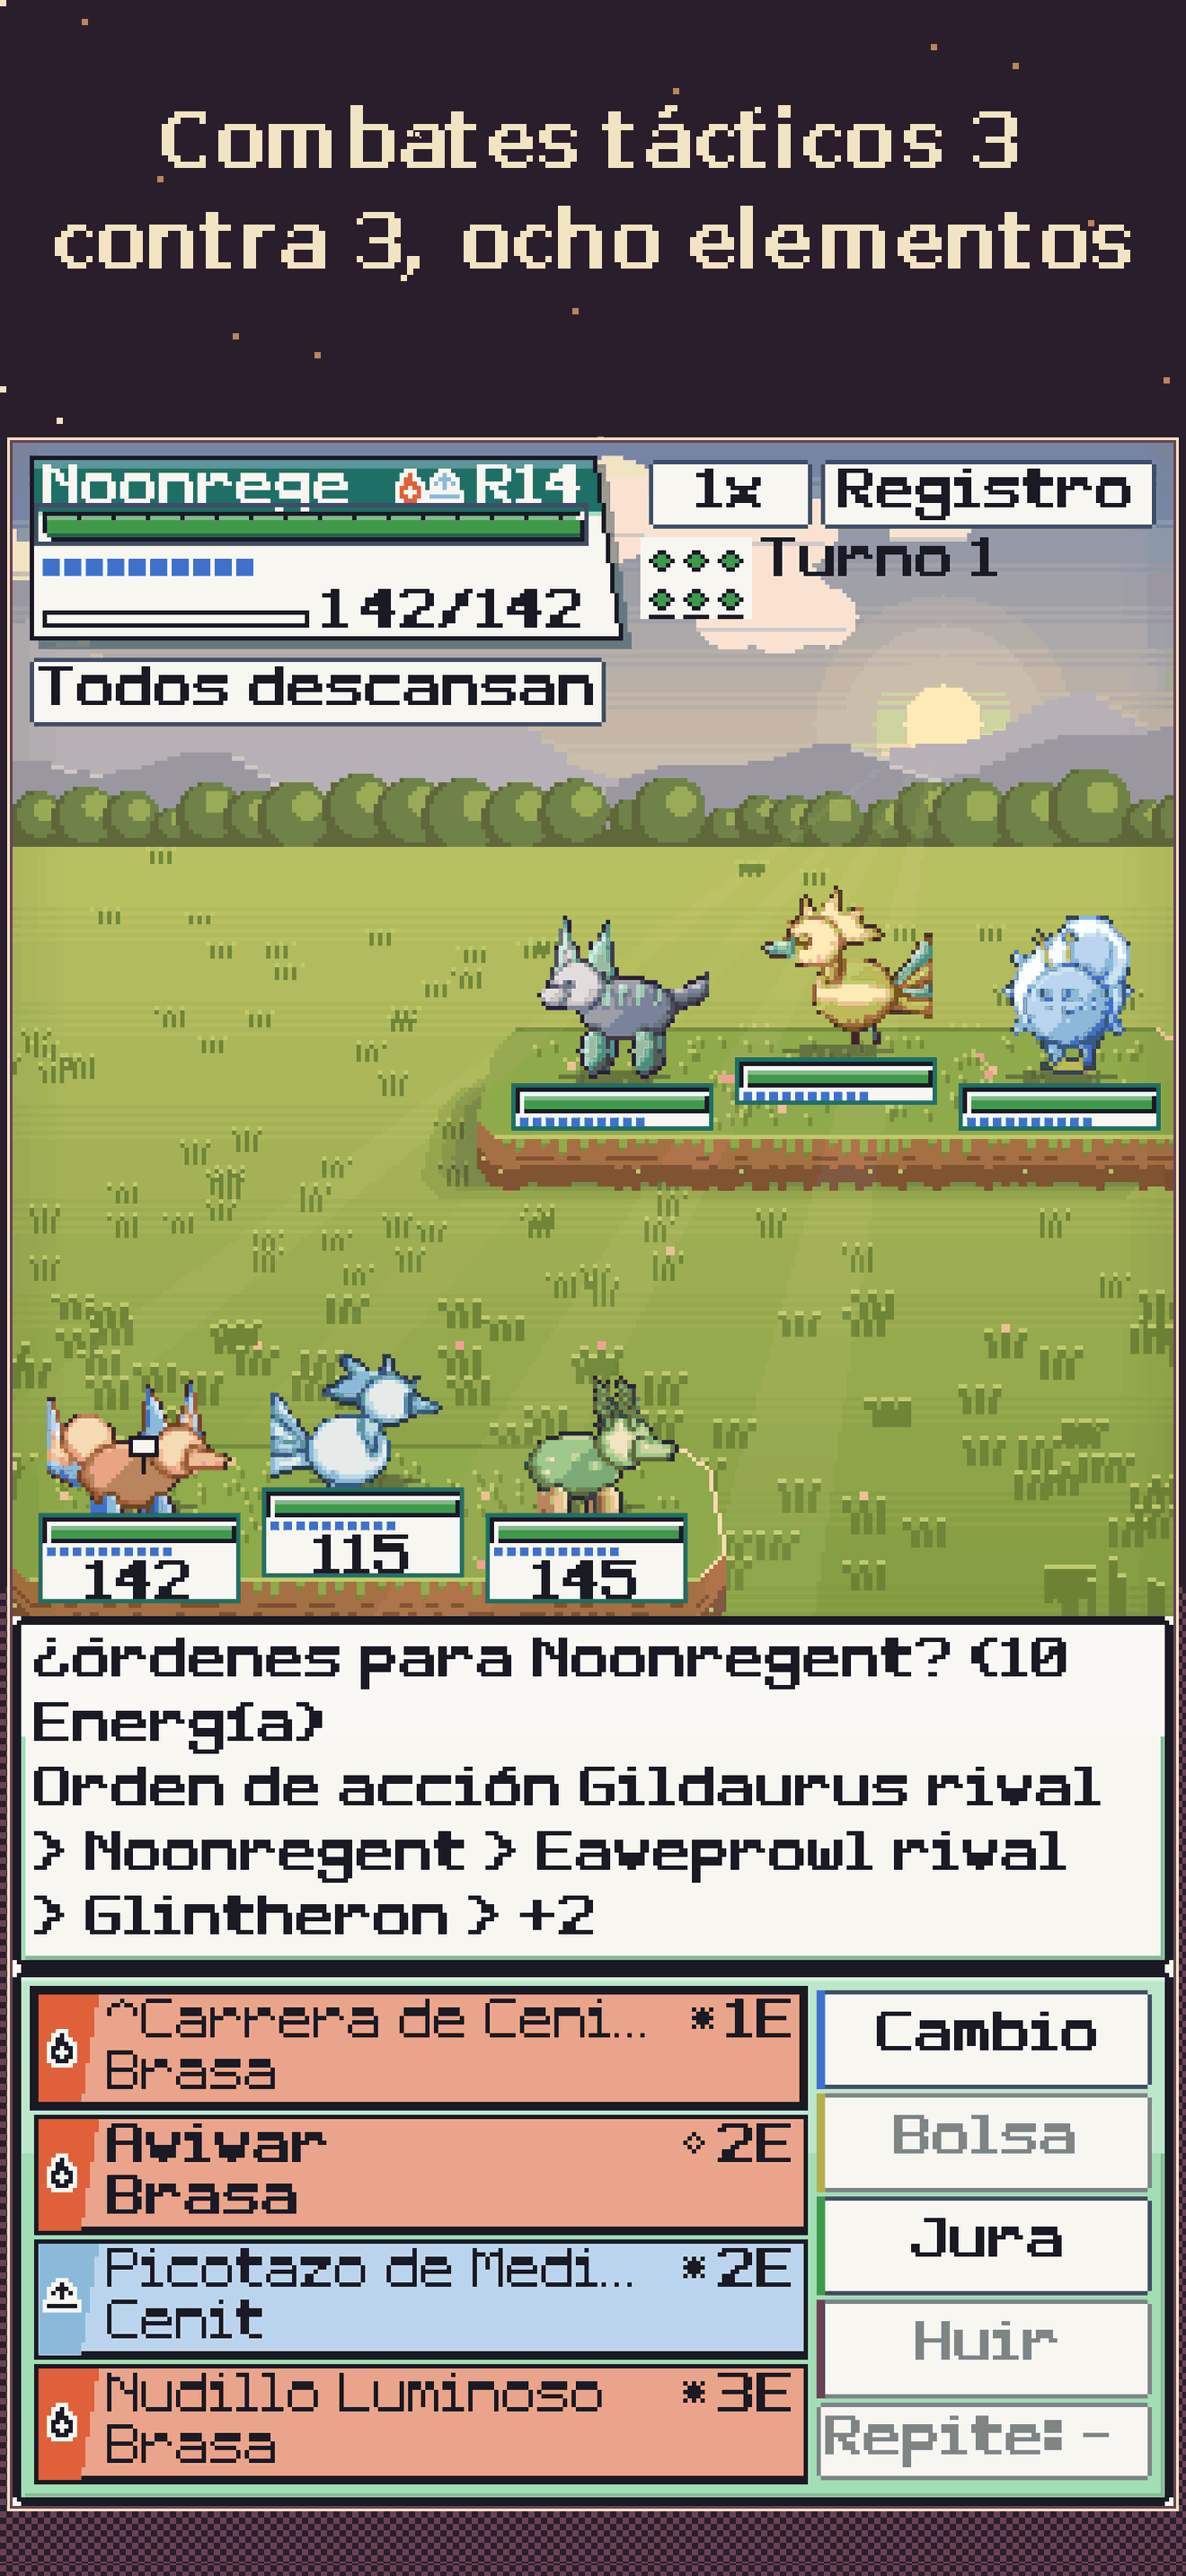 Combates tácticos 3
contra 3, ocho elementos
Noonrege R14
1x
Registro
Turno 1
142/142
Todos descansan
142
115
145
¿órdenes para Noonregent? (10
Energía)
Orden de acción Gildaurus rival
> Noonregent > Eaveprowl rival
> Glintheron > +2
^Carrera de Ceni... *1E
Brasa
Avivar ◇2E
Brasa
Picotazo de Medi... *2E
Cenit
Nudillo Luminoso *3E
Brasa
Cambio
Bolsa
Jura
Huir
Repite: -